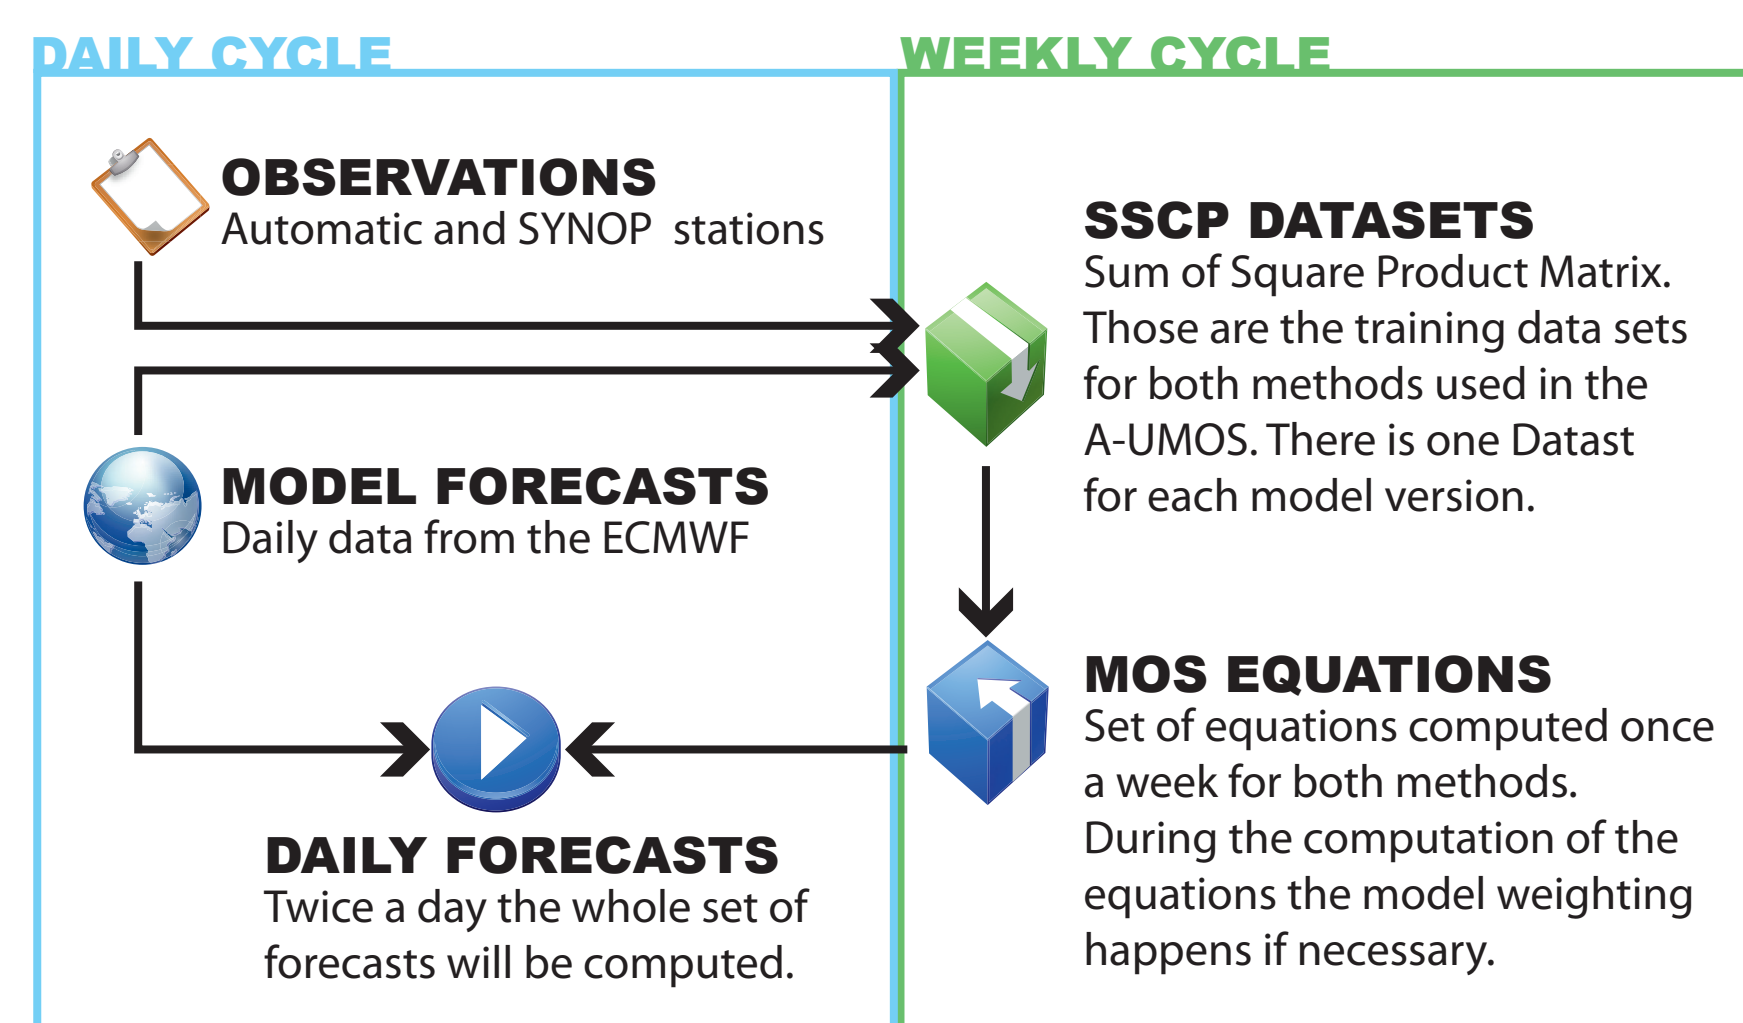 DAILY CYCLE
OBSERVATIONS
Automatic and SYNOP stations
MODEL FORECASTS
Daily data from the ECMWF
DAILY FORECASTS
Twice a day the whole set of
forecasts will be computed.
WEEKLY CYCLE
SSCP DATASETS
Sum of Square Product Matrix.
Those are the training data sets
for both methods used in the
A-UMOS. There is one Datast
for each model version.
MOS EQUATIONS
Set of equations computed once
a week for both methods.
During the computation of the
equations the model weighting
happens if necessary.